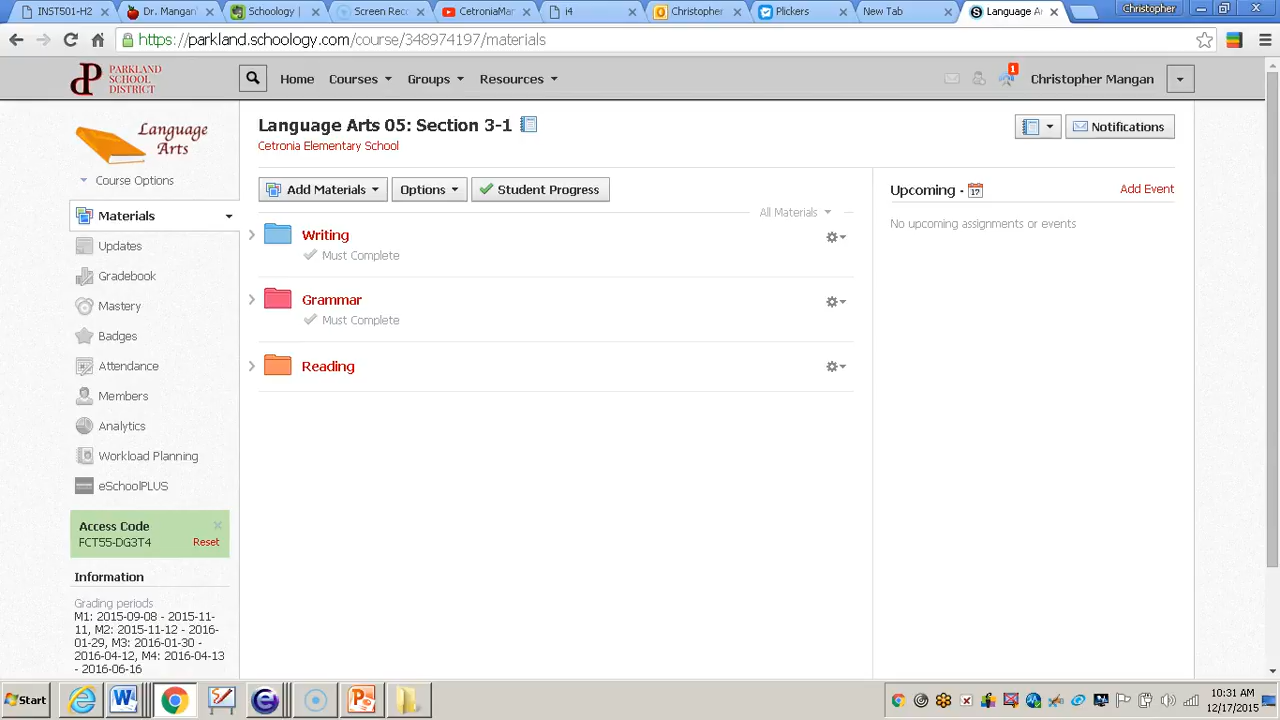 INST501-H2
Dr. Mangan
Schoology |
Screen Rec
CetroniaMar
i4
Christopher
Plickers
New Tab
Language A
Christopher
https://parkland.schoology.com/course/348974197/materials
PARKLAND SCHOOL DISTRICT
Home
Courses
Groups
Resources
1
Christopher Mangan
Language Arts
Course Options
Materials
Updates
Gradebook
Mastery
Badges
Attendance
Members
Analytics
Workload Planning
eSchoolPLUS
Access Code
FCT55-DG3T4
Reset
Information
Grading periods
M1: 2015-09-08 - 2015-11-
11, M2: 2015-11-12 - 2016-
01-29, M3: 2016-01-30 -
2016-04-12, M4: 2016-04-13
- 2016-06-16
Language Arts 05: Section 3-1
Cetronia Elementary School
Notifications
Add Materials
Options
Student Progress
All Materials
Writing
Must Complete
Grammar
Must Complete
Reading
Upcoming
17
Add Event
No upcoming assignments or events
Start
10:31 AM
12/17/2015